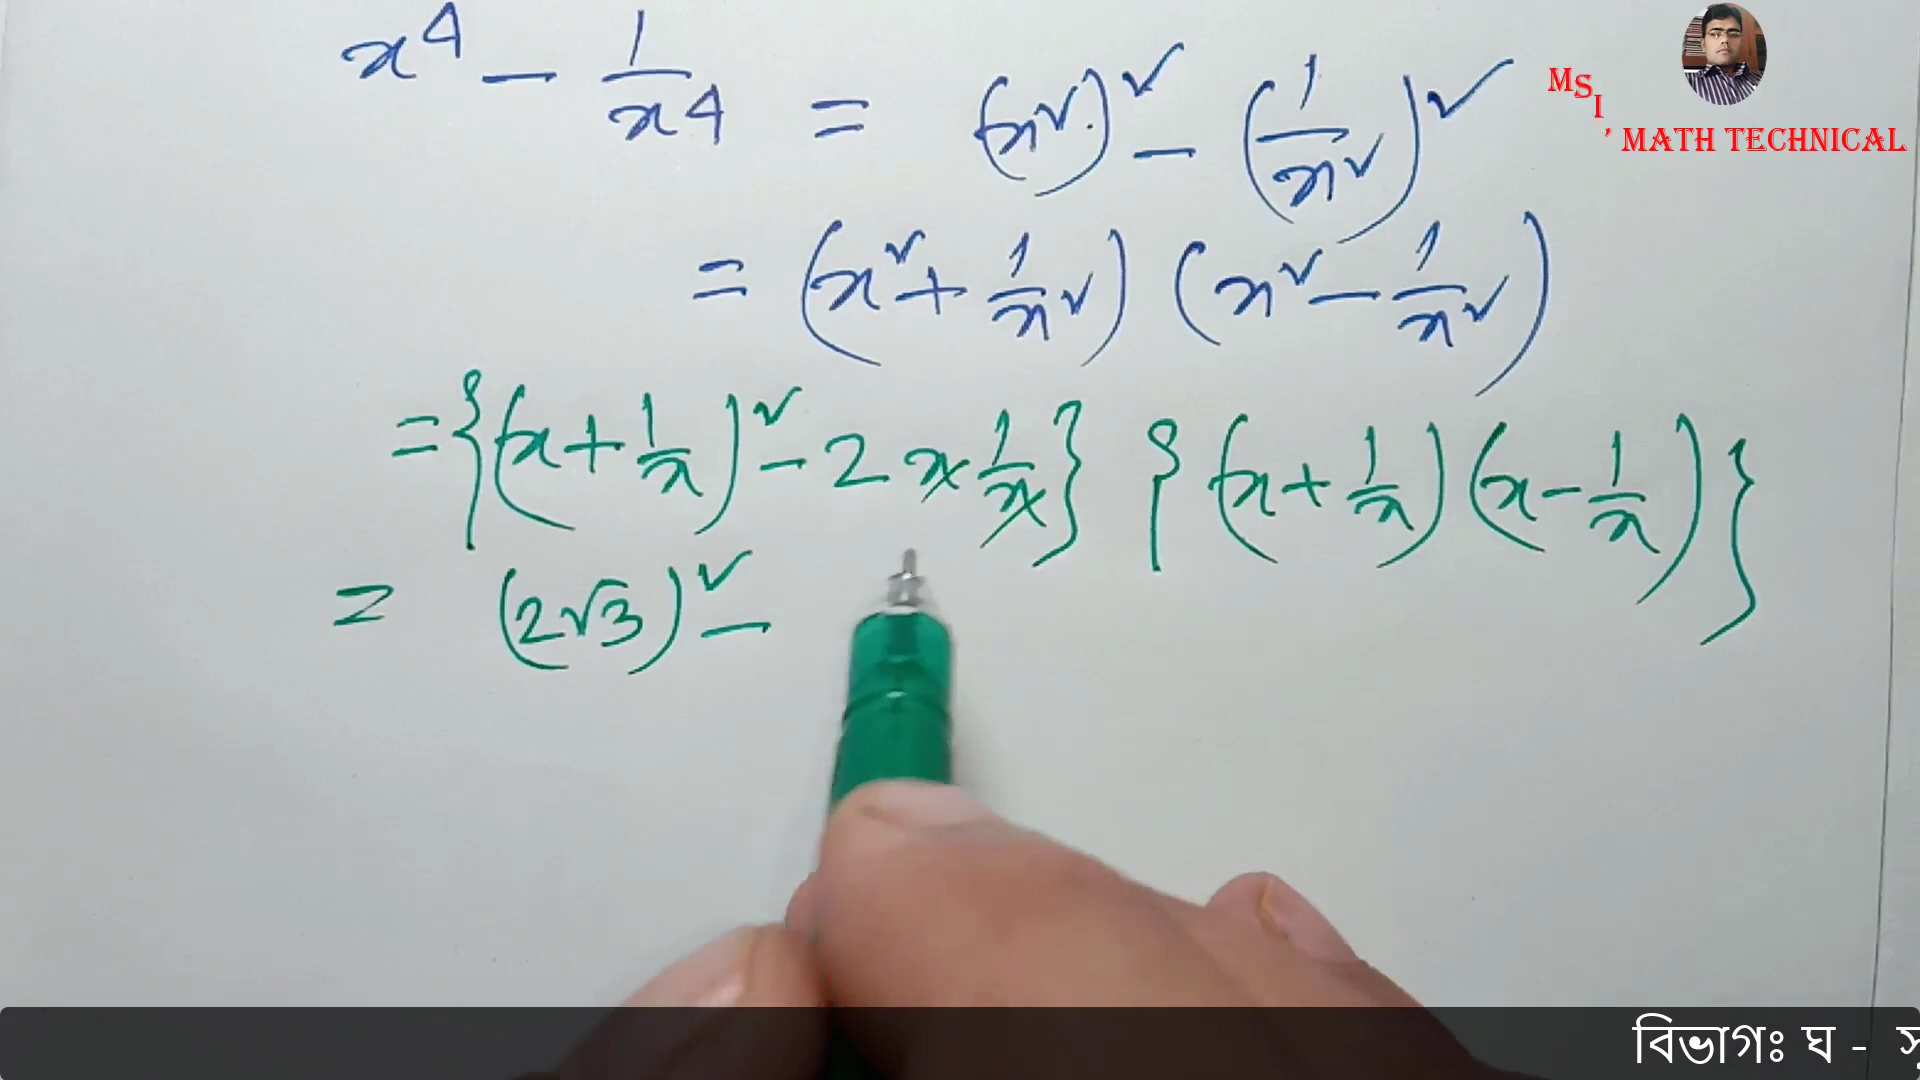 x⁴ - 1/x⁴ = (x²)² - (1/x²)²
= (x² + 1/x²) (x² - 1/x²)
= {(x + 1/x)² - 2 x 1/x} {(x + 1/x)(x - 1/x)}
= (2√3)² -
MSI'
MATH TECHNICAL
বিভাগঃ ঘ -